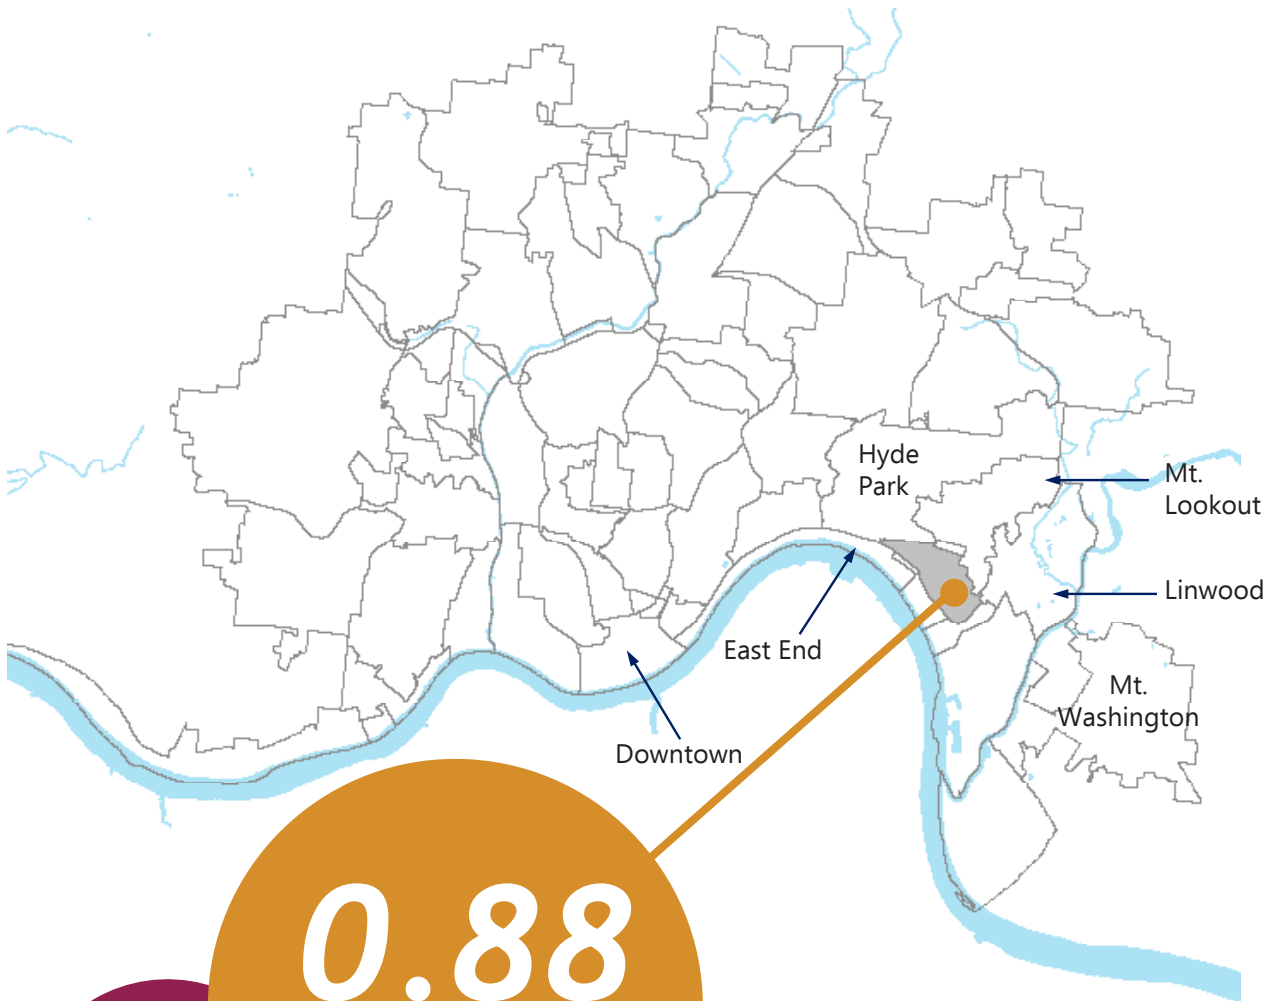 Hyde
Park
Mt.
Lookout
Linwood
East End
Mt.
Washington
Downtown
0.88